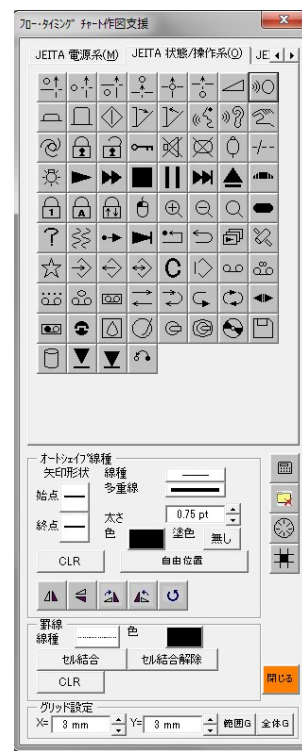 フロー・タイミング チャート作図支援
JEITA 電源系(M) JEITA 状態/操作系(O) JE
オートシェイプ線種
矢印形状 線種
多重線
始点
太さ 0.75 pt
終点 色 塗色 無し
CLR 自由位置
罫線
線種 色
セル結合 セル結合解除
CLR 閉じる
グリッド設定
X= 3 mm Y= 3 mm 範囲G 全体G